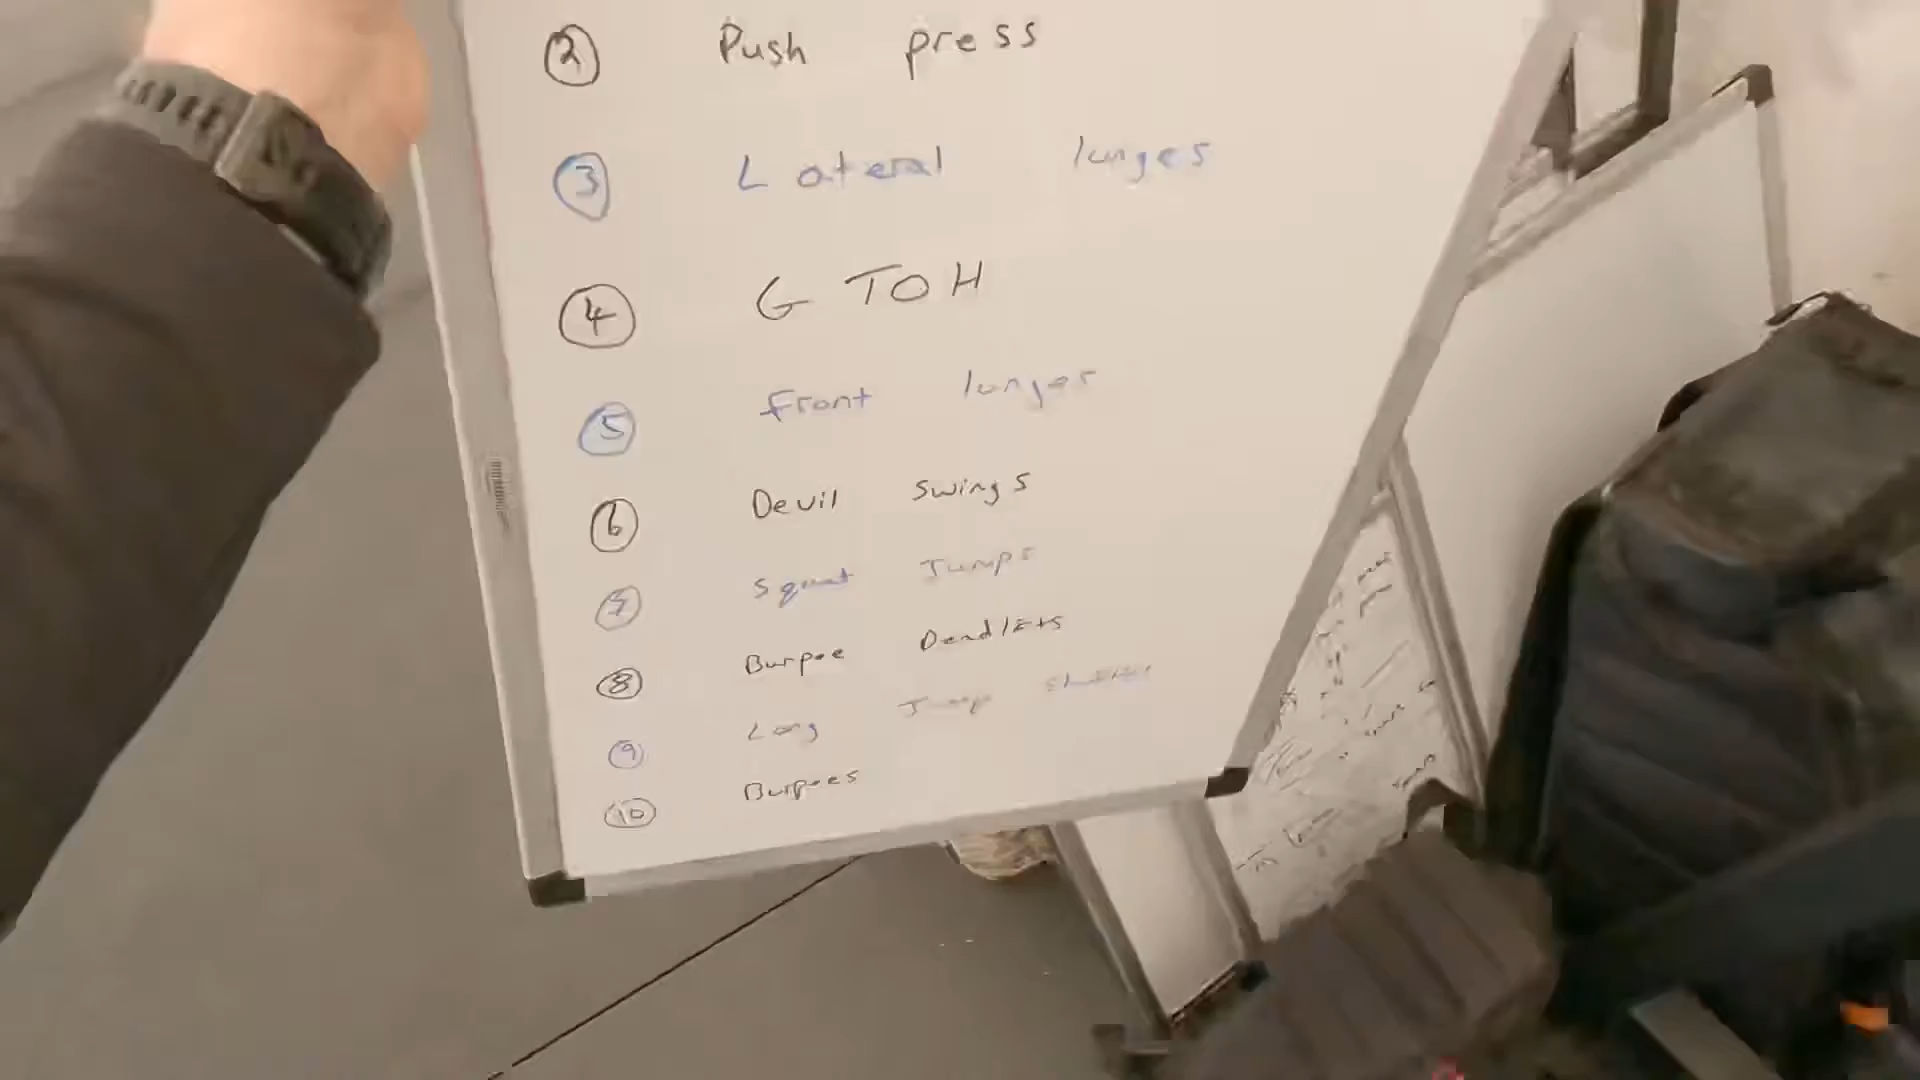 2 Push press
3 Lateral lunges
4 G TOH
5 Front lunges
6 Devil swings
7 Squat Jumps
8 Burpee Deadlifts
9 Long Jump
10 Burpees